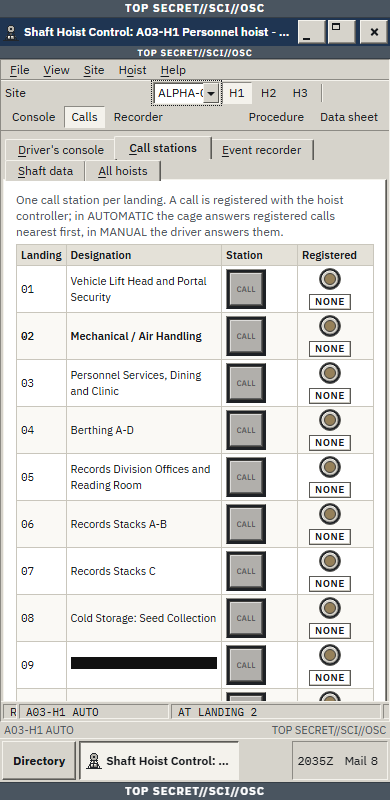 TOP SECRET//SCI//OSC
Shaft Hoist Control: A03-H1 Personnel hoist - ...
TOP SECRET//SCI//OSC
File View Site Hoist Help
Site ALPHA-0 H1 H2 H3
Console Calls Recorder Procedure Data sheet
Driver's console Call stations Event recorder
Shaft data All hoists
One call station per landing. A call is registered with the hoist
controller; in AUTOMATIC the cage answers registered calls
nearest first, in MANUAL the driver answers them.
Landing Designation Station Registered
01 Vehicle Lift Head and Portal Security CALL NONE
02 Mechanical / Air Handling CALL NONE
03 Personnel Services, Dining and Clinic CALL NONE
04 Berthing A-D CALL NONE
05 Records Division Offices and Reading Room CALL NONE
06 Records Stacks A-B CALL NONE
07 Records Stacks C CALL NONE
08 Cold Storage: Seed Collection CALL NONE
09 CALL NONE
A03-H1 AUTO AT LANDING 2
A03-H1 AUTO TOP SECRET//SCI//OSC
Directory Shaft Hoist Control: ... 2035Z Mail 8
TOP SECRET//SCI//OSC